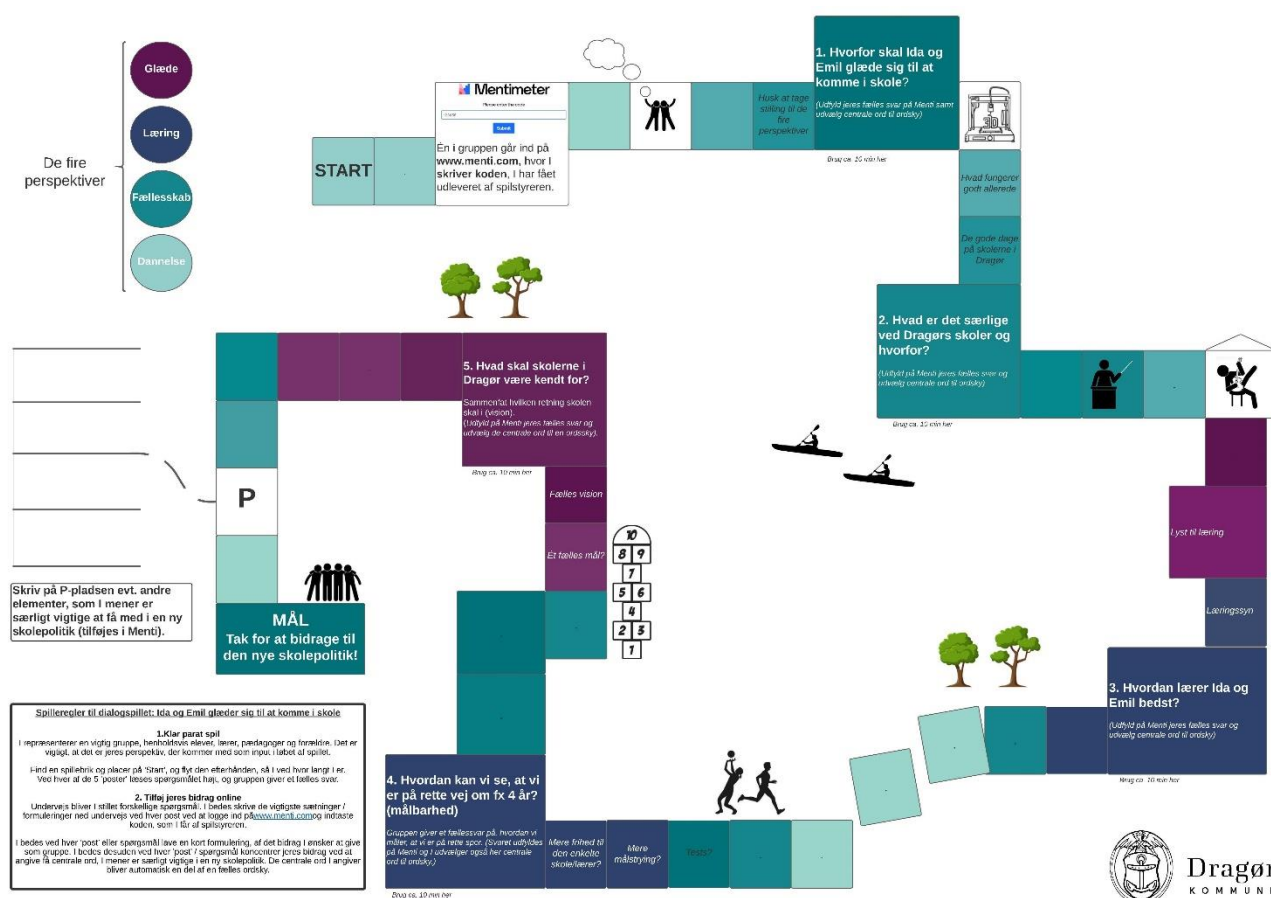 De fire
perspektiver
Glæde
Læring
Fællesskab
Dannelse
START
Mentimeter
Submit
Én i gruppen går ind på
www.menti.com, hvor I
skriver koden, I har fået
udleveret af spilstyreren.
Husk at tage
stilling til de
fire
perspektiver
1. Hvorfor skal Ida og
Emil glæde sig til at
komme i skole?
(Udfyld jeres fælles svar på Menti samt
udvælg centrale ord til ordsky)
Brug ca. 10 min her
3D
Hvad fungerer
godt allerede
De gode dage
på skolerne i
Dragør
2. Hvad er det særlige
ved Dragørs skoler og
hvorfor?
(Udfyld på Menti jeres fælles svar og
udvælg centrale ord til ordsky)
Brug ca. 10 min her
Lyst til læring
Læringssyn
3. Hvordan lærer Ida og
Emil bedst?
(Udfyld på Menti jeres fælles svar og
udvælg centrale ord til ordsky)
Brug ca. 10 min her
Tests?
Mere
målstrying?
Mere frihed til
den enkelte
skole/lærer?
4. Hvordan kan vi se, at vi
er på rette vej om fx 4 år?
(målbarhed)
Gruppen giver et fællessvar på, hvordan vi
måler, at vi er på rette spor. (Svaret udfyldes
på Menti og I udvælger også her centrale
ord til ordsky.)
Brug ca. 10 min her
10
8 9
7
5 6
4
2 3
1
Ét fælles mål?
Fælles vision
5. Hvad skal skolerne i
Dragør være kendt for?
Sammenfat hvilken retning skolen
skal i (vision).
(Udfyld på Menti jeres fælles svar og
udvælg de centrale ord til en ordssky).
Brug ca. 10 min her
P
Skriv på P-pladsen evt. andre
elementer, som I mener er
særligt vigtige at få med i en ny
skolepolitik (tilføjes i Menti).
MÅL
Tak for at bidrage til
den nye skolepolitik!
Spilleregler til dialogspillet: Ida og Emil glæder sig til at komme i skole
1.Klar parat spil
I repræsenterer en vigtig gruppe, henholdsvis elever, lærer, pædagoger og forældre. Det er
vigtigt, at det er jeres perspektiv, der kommer med som input i løbet af spillet.
Find en spillebrik og placer på 'Start', og flyt den efterhånden, så I ved hvor langt I er.
Ved hver af de 5 'poster' læses spørgsmålet højt, og gruppen giver et fælles svar.
2. Tilføj jeres bidrag online
Undervejs bliver I stillet forskellige spørgsmål. I bedes skrive de vigtigste sætninger /
formuleringer ned undervejs ved hver post ved at logge ind på www.menti.com og indtaste
koden, som I får af spilstyreren.
I bedes ved hver 'post' eller spørgsmål lave en kort formulering, af det bidrag I ønsker at give
som gruppe. I bedes desuden ved hver 'post' / spørgsmål koncentrer jeres bidrag ved at
angive få centrale ord, I mener er særligt vigtige i en ny skolepolitik. De centrale ord I angiver
bliver automatisk en del af en fælles ordsky.
Dragør
KOMMUNE